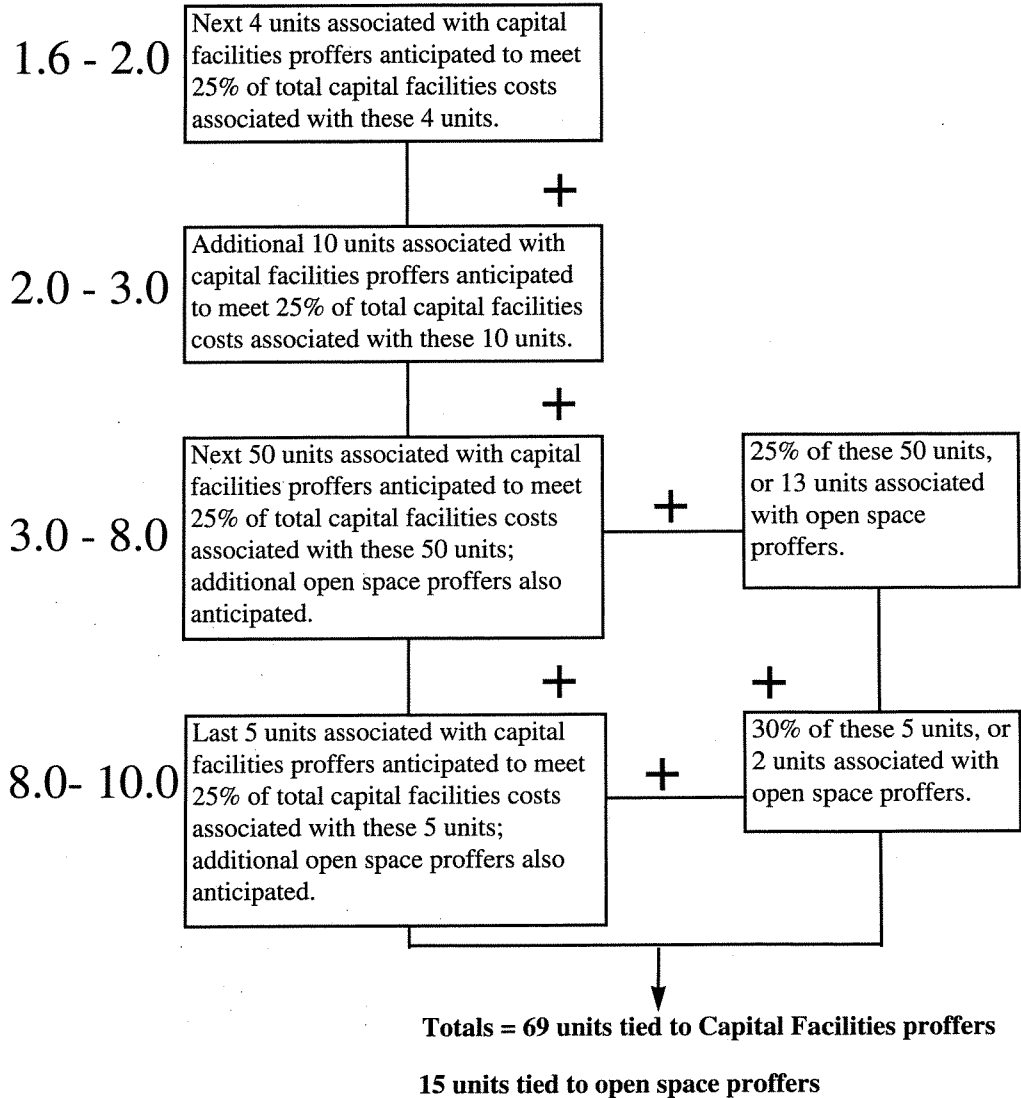 1.6 - 2.0
Next 4 units associated with capital
facilities proffers anticipated to meet
25% of total capital facilities costs
associated with these 4 units.
+
2.0 - 3.0
Additional 10 units associated with
capital facilities proffers anticipated
to meet 25% of total capital facilities
costs associated with these 10 units.
+
3.0 - 8.0
Next 50 units associated with capital
facilities proffers anticipated to meet
25% of total capital facilities costs
associated with these 50 units;
additional open space proffers also
anticipated.
+
25% of these 50 units,
or 13 units associated
with open space
proffers.
+
+
8.0- 10.0
Last 5 units associated with capital
facilities proffers anticipated to meet
25% of total capital facilities costs
associated with these 5 units;
additional open space proffers also
anticipated.
+
30% of these 5 units, or
2 units associated with
open space proffers.
Totals = 69 units tied to Capital Facilities proffers
15 units tied to open space proffers